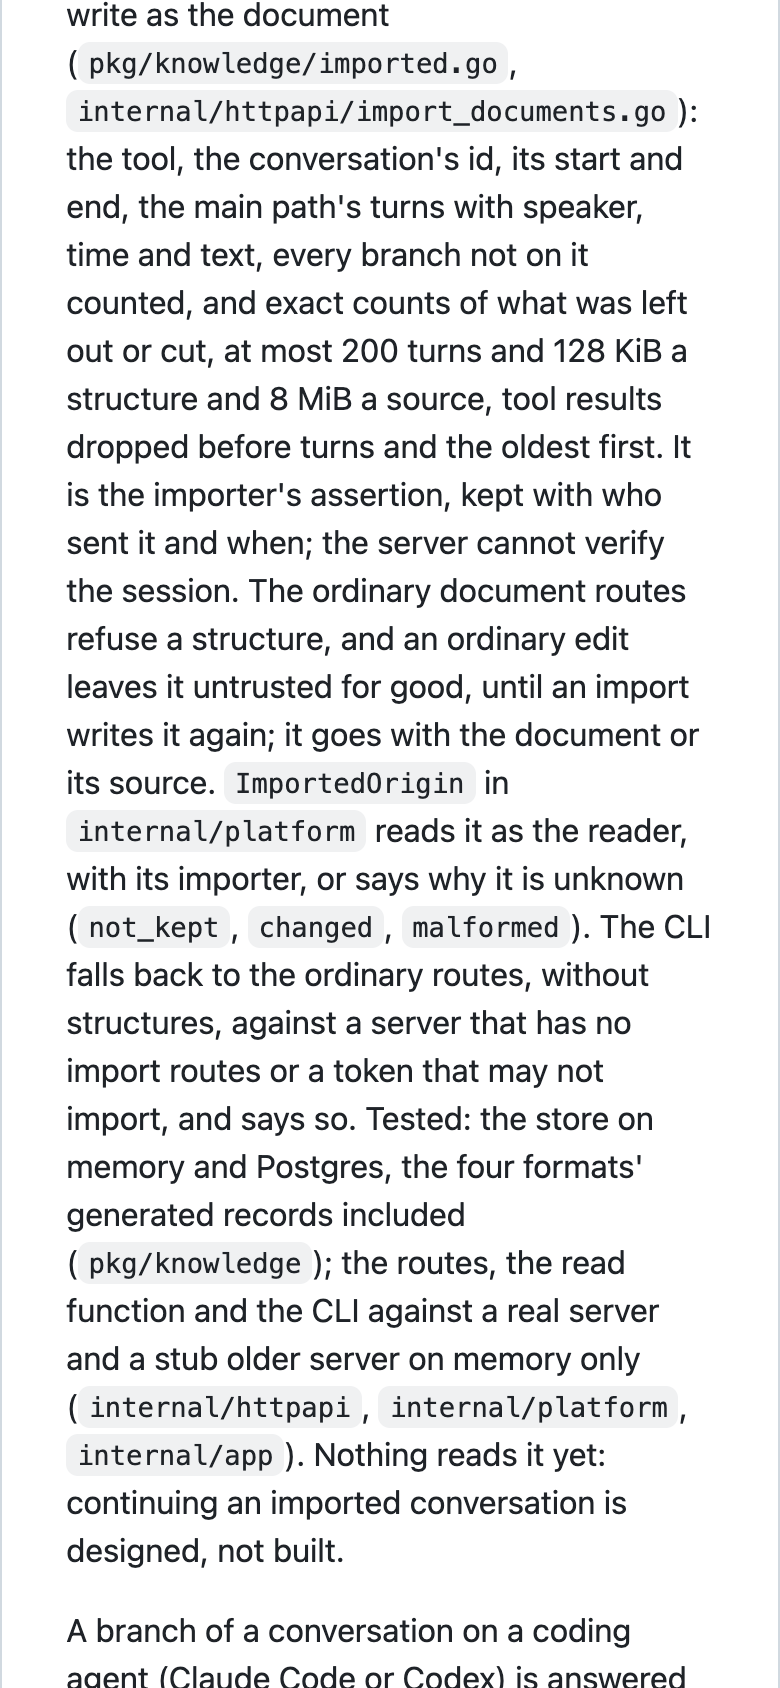 write as the document
( pkg/knowledge/imported.go ,
internal/httpapi/import_documents.go ):
the tool, the conversation's id, its start and
end, the main path's turns with speaker,
time and text, every branch not on it
counted, and exact counts of what was left
out or cut, at most 200 turns and 128 KiB a
structure and 8 MiB a source, tool results
dropped before turns and the oldest first. It
is the importer's assertion, kept with who
sent it and when; the server cannot verify
the session. The ordinary document routes
refuse a structure, and an ordinary edit
leaves it untrusted for good, until an import
writes it again; it goes with the document or
its source. ImportedOrigin in
internal/platform reads it as the reader,
with its importer, or says why it is unknown
( not_kept , changed , malformed ). The CLI
falls back to the ordinary routes, without
structures, against a server that has no
import routes or a token that may not
import, and says so. Tested: the store on
memory and Postgres, the four formats'
generated records included
( pkg/knowledge ); the routes, the read
function and the CLI against a real server
and a stub older server on memory only
( internal/httpapi , internal/platform ,
internal/app ). Nothing reads it yet:
continuing an imported conversation is
designed, not built.
A branch of a conversation on a coding
agent (Claude Code or Codex) is answered